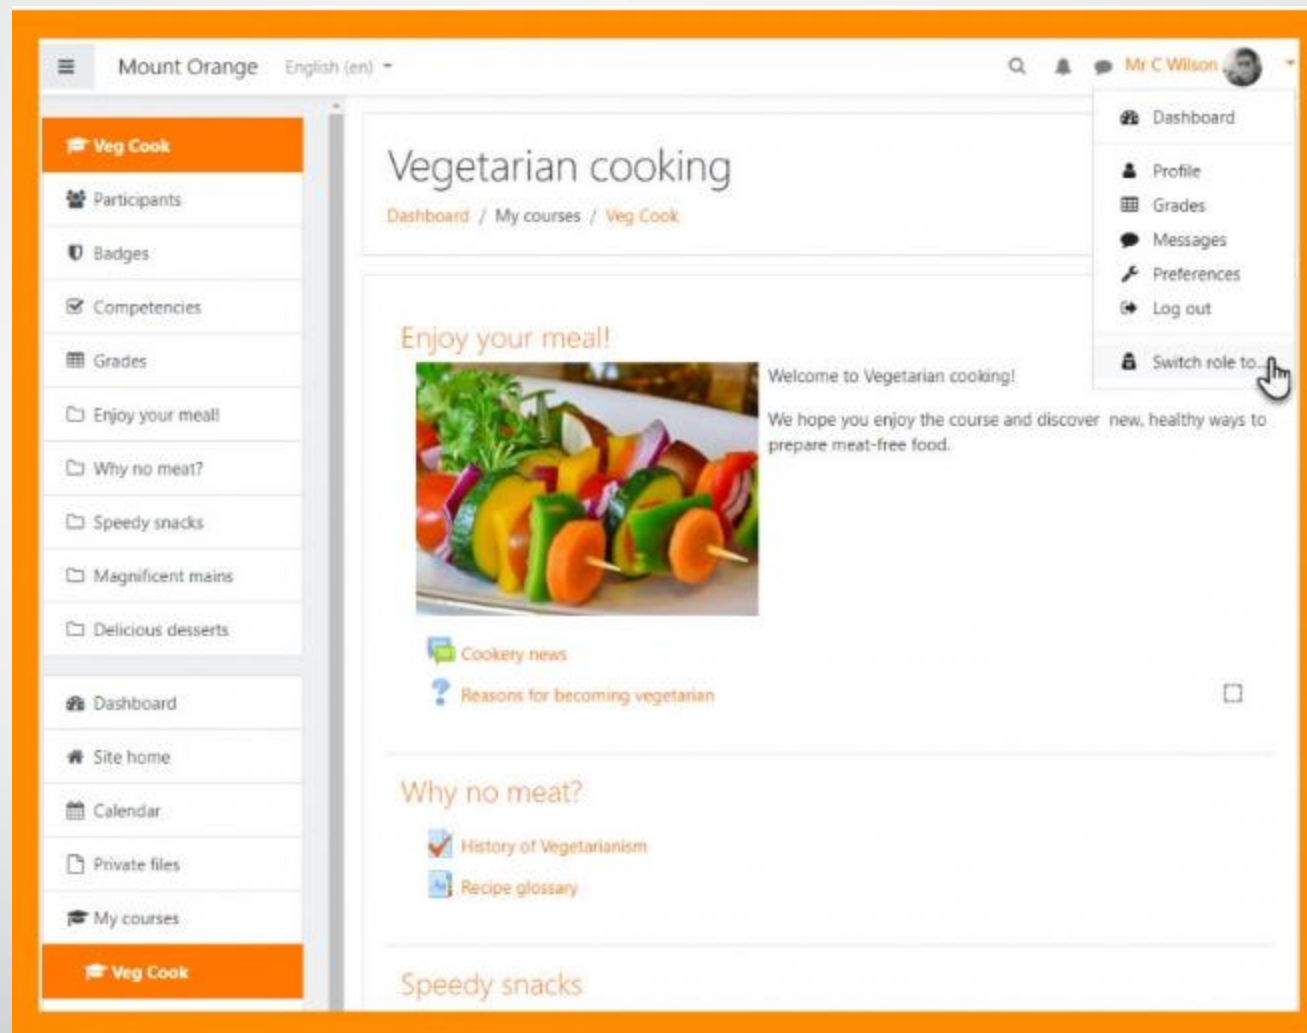 Mount Orange English (en)
Mr C Wilson
Dashboard
Profile
Grades
Messages
Preferences
Log out
Switch role to...
Veg Cook
Participants
Badges
Competencies
Grades
Enjoy your meal!
Why no meat?
Speedy snacks
Magnificent mains
Delicious desserts
Dashboard
Site home
Calendar
Private files
My courses
Veg Cook
Vegetarian cooking
Dashboard / My courses / Veg Cook
Enjoy your meal!
Welcome to Vegetarian cooking!
We hope you enjoy the course and discover new, healthy ways to
prepare meat-free food.
Cookery news
Reasons for becoming vegetarian
Why no meat?
History of Vegetarianism
Recipe glossary
Speedy snacks